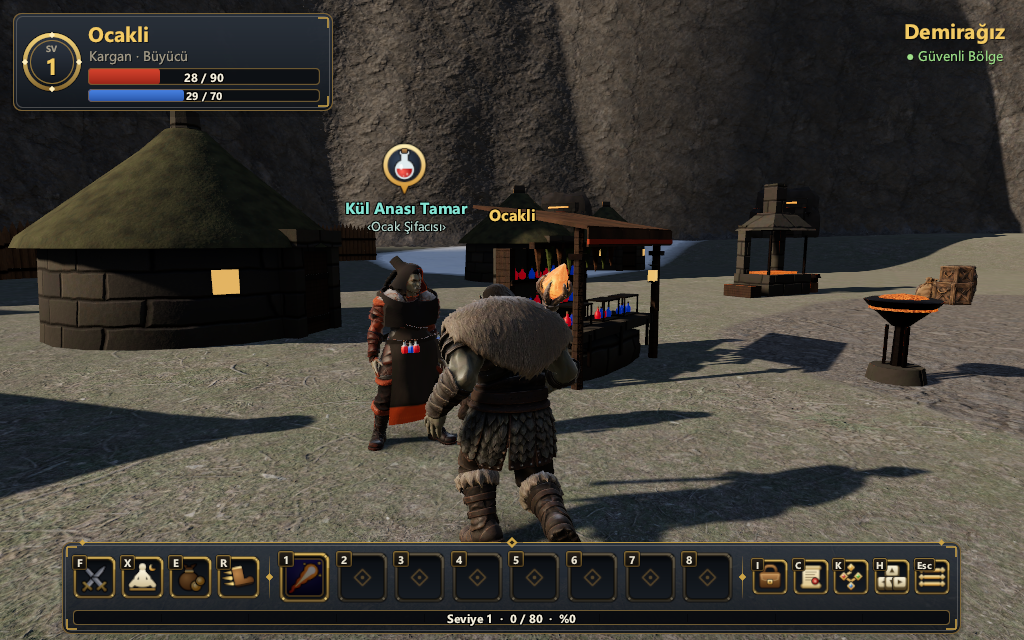 SV
1
Ocakli
Kargan · Büyücü
28 / 90
29 / 70
Demirağız
Güvenli Bölge
Kül Anası Tamar
‹Ocak Şifacısı›
Ocakli
F
X
E
R
1
2
3
4
5
6
7
8
I
C
K
H
Esc
Seviye 1 · 0 / 80 · %0